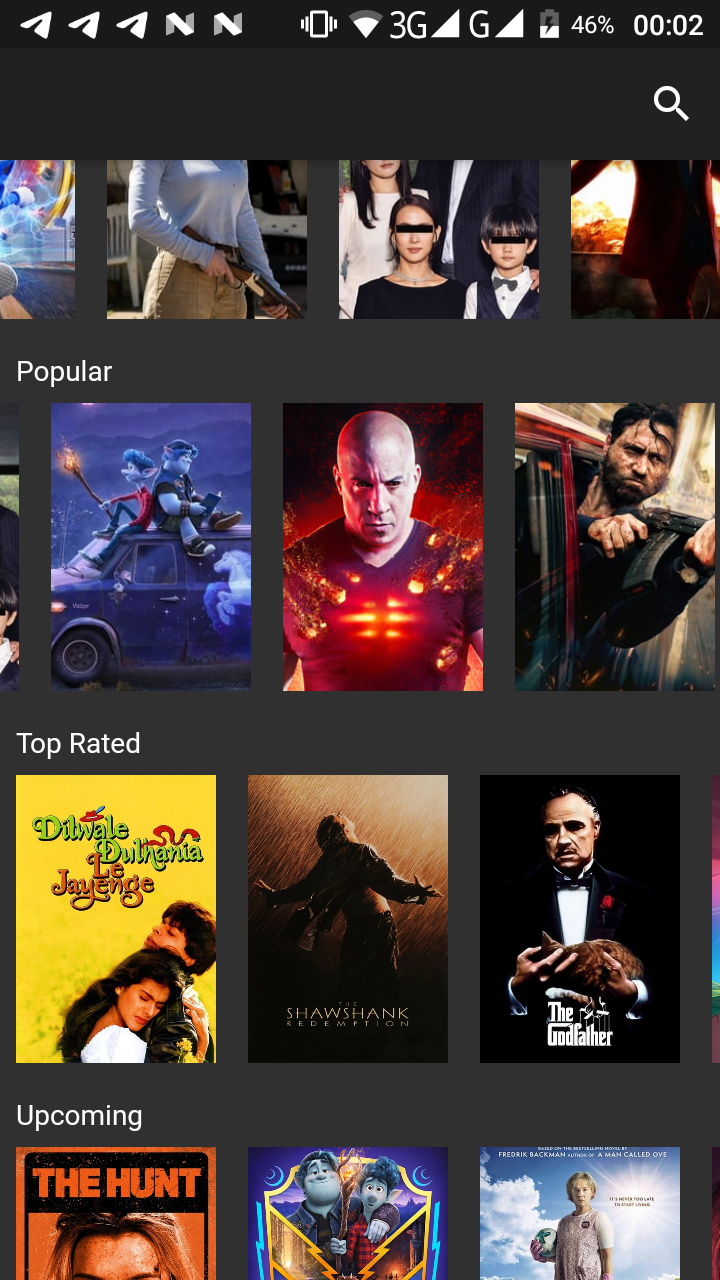 3G
G
46%
00:02
Popular
Top Rated
Dilwale
Dulhania
Le
Jayenge
THE
SHAWSHANK
REDEMPTION
The
Godfather
Upcoming
THE HUNT
BASED ON THE BESTSELLING NOVEL BY
FREDRIK BACKMAN AUTHOR OF A MAN CALLED OVE
IT'S NEVER TOO LATE
TO START LIVING